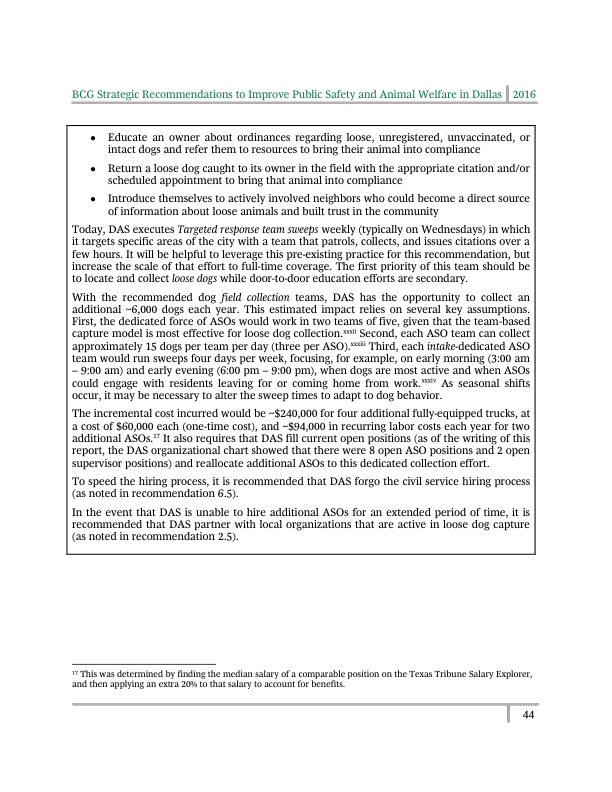 BCG Strategic Recommendations to Improve Public Safety and Animal Welfare in Dallas 2016
• Educate an owner about ordinances regarding loose, unregistered, unvaccinated, or
intact dogs and refer them to resources to bring their animal into compliance
• Return a loose dog caught to its owner in the field with the appropriate citation and/or
scheduled appointment to bring that animal into compliance
• Introduce themselves to actively involved neighbors who could become a direct source
of information about loose animals and built trust in the community
Today, DAS executes Targeted response team sweeps weekly (typically on Wednesdays) in which
it targets specific areas of the city with a team that patrols, collects, and issues citations over a
few hours. It will be helpful to leverage this pre-existing practice for this recommendation, but
increase the scale of that effort to full-time coverage. The first priority of this team should be
to locate and collect loose dogs while door-to-door education efforts are secondary.
With the recommended dog field collection teams, DAS has the opportunity to collect an
additional ~6,000 dogs each year. This estimated impact relies on several key assumptions.
First, the dedicated force of ASOs would work in two teams of five, given that the team-based
capture model is most effective for loose dog collection.xxxii Second, each ASO team can collect
approximately 15 dogs per team per day (three per ASO).xxxiii Third, each intake-dedicated ASO
team would run sweeps four days per week, focusing, for example, on early morning (3:00 am
– 9:00 am) and early evening (6:00 pm – 9:00 pm), when dogs are most active and when ASOs
could engage with residents leaving for or coming home from work.xxxiv As seasonal shifts
occur, it may be necessary to alter the sweep times to adapt to dog behavior.
The incremental cost incurred would be ~$240,000 for four additional fully-equipped trucks, at
a cost of $60,000 each (one-time cost), and ~$94,000 in recurring labor costs each year for two
additional ASOs.17 It also requires that DAS fill current open positions (as of the writing of this
report, the DAS organizational chart showed that there were 8 open ASO positions and 2 open
supervisor positions) and reallocate additional ASOs to this dedicated collection effort.
To speed the hiring process, it is recommended that DAS forgo the civil service hiring process
(as noted in recommendation 6.5).
In the event that DAS is unable to hire additional ASOs for an extended period of time, it is
recommended that DAS partner with local organizations that are active in loose dog capture
(as noted in recommendation 2.5).
17 This was determined by finding the median salary of a comparable position on the Texas Tribune Salary Explorer,
and then applying an extra 20% to that salary to account for benefits.
44